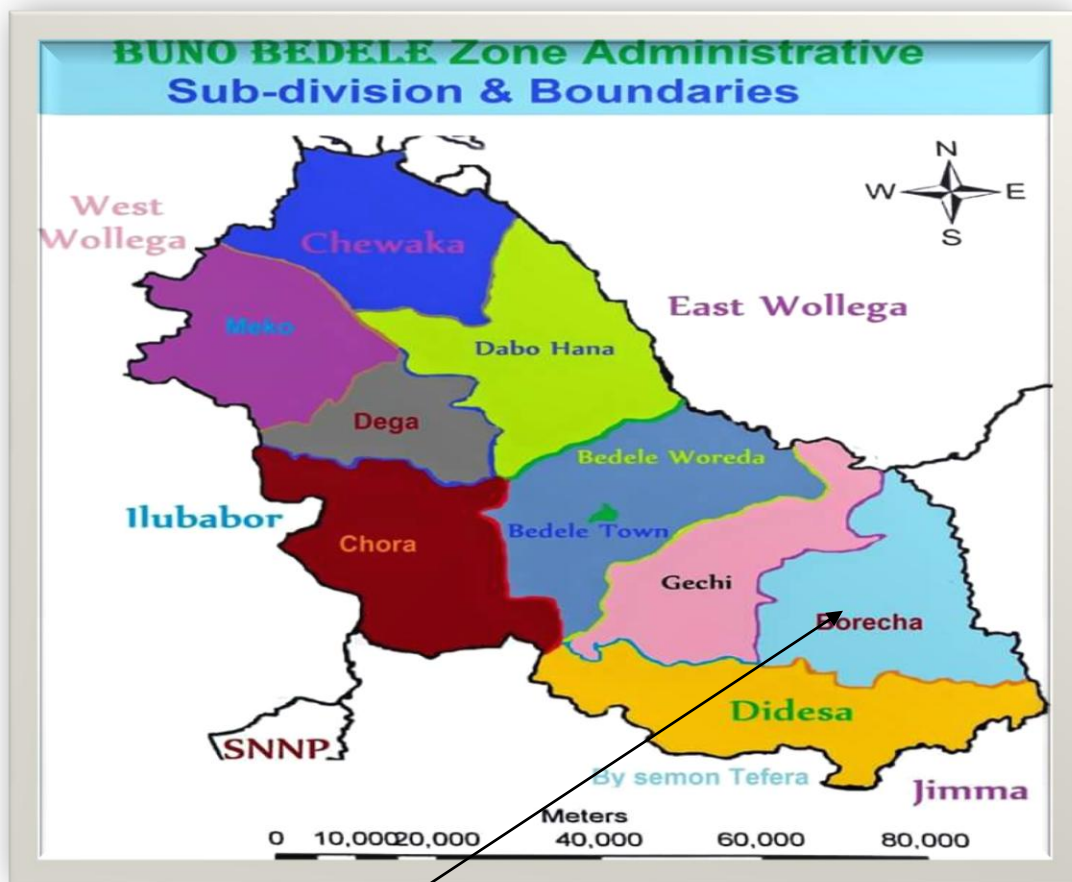 BUNO BEDELE Zone Administrative
Sub-division & Boundaries
N
W E
S
West
Wollega
Chewaka
East Wollega
Meko
Dabo Hana
Dega
Bedele Woreda
Ilubabor
Bedele Town
Chora
Gechi
Borecha
Didesa
SNNP
By semon Tefera
Jimma
Meters
0 10,000 20,000 40,000 60,000 80,000